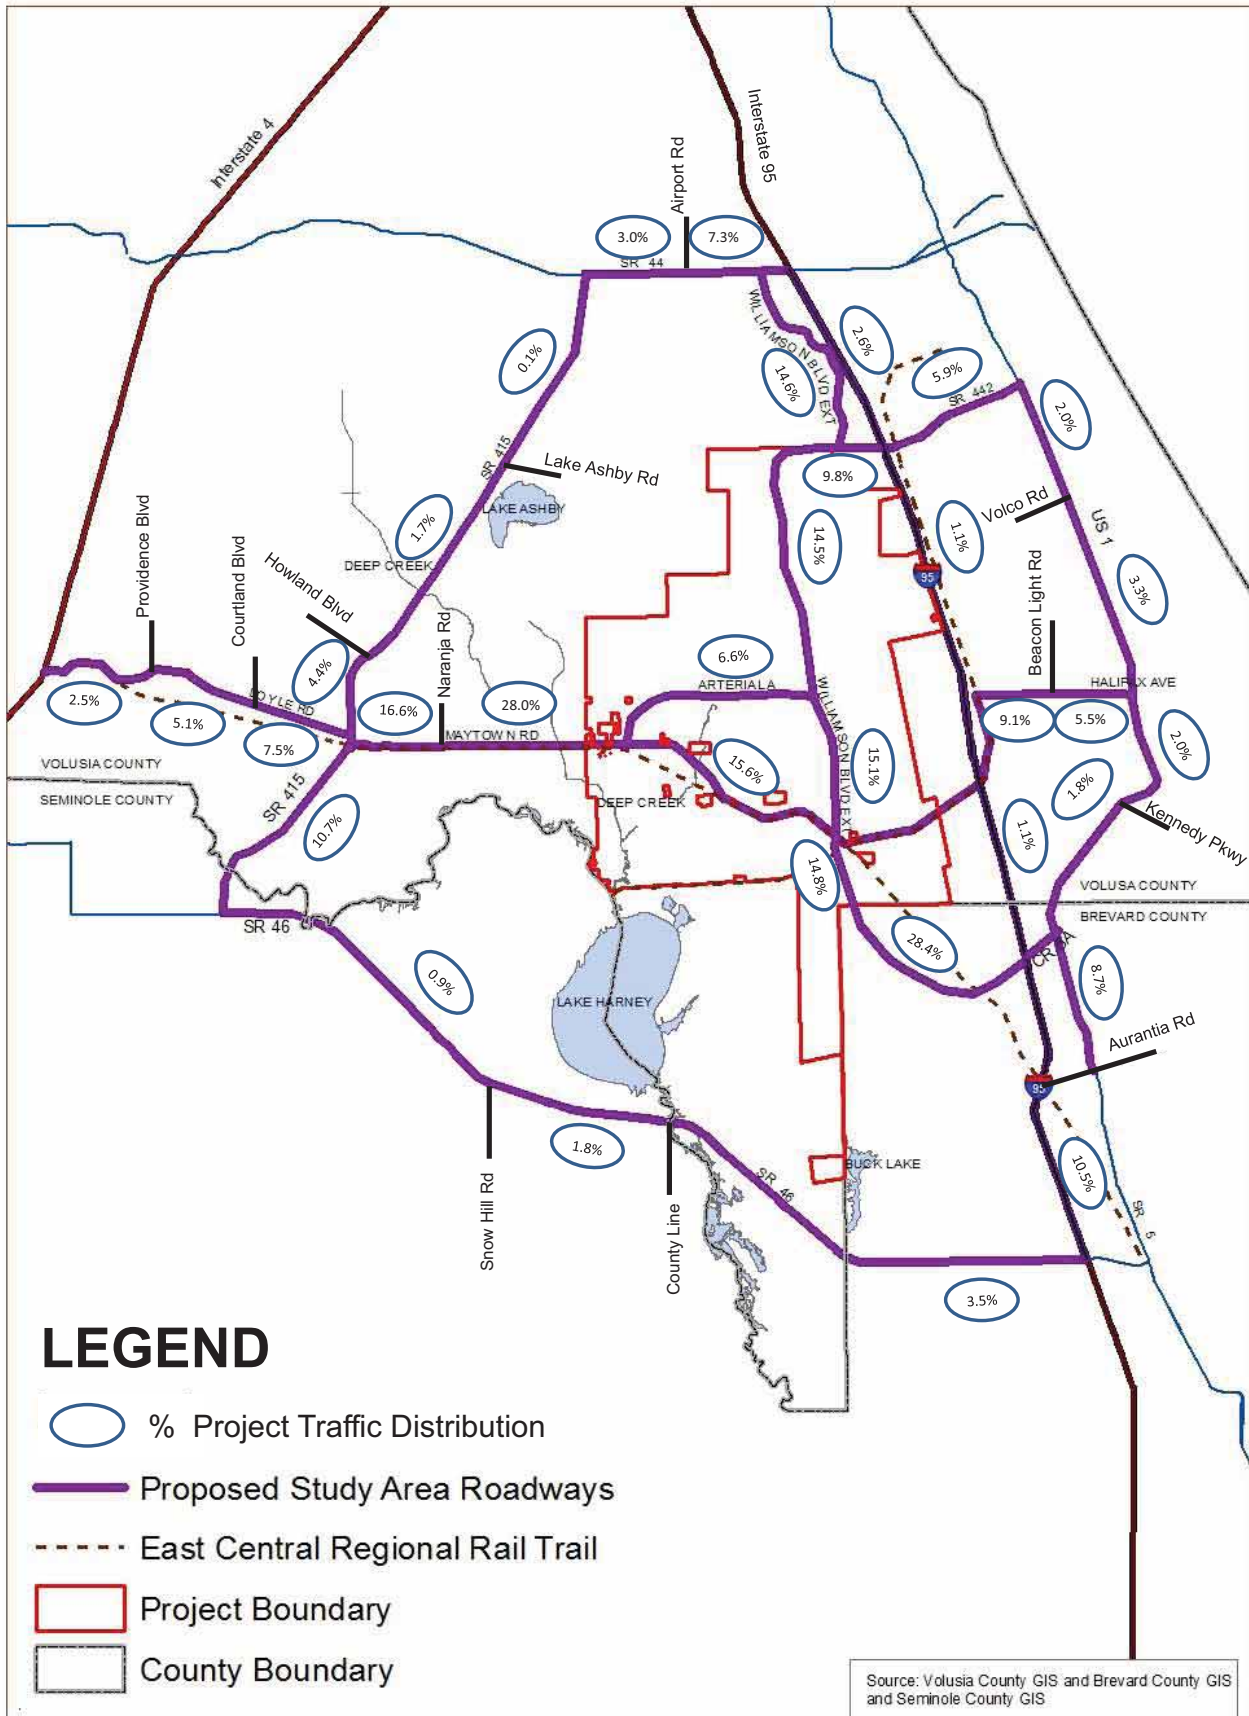 Interstate 4
Interstate 95
Airport Rd
3.0%
7.3%
SR 44
WILLIAMSON BLVD EXT
2.6%
0.1%
14.6%
5.9%
SR 442
2.0%
SR 415
Lake Ashby Rd
9.8%
LAKE ASHBY
Volco Rd
US 1
1.7%
14.5%
1.1%
DEEP CREEK
95
3.3%
Providence Blvd
Courtland Blvd
Howland Blvd
Naranja Rd
Beacon Light Rd
4.4%
6.6%
ARTERIAL A
HALIFAX AVE
2.5%
5.1%
DOYLE RD
16.6%
28.0%
WILLIAMSON BLVD EXT
9.1%
5.5%
7.5%
MAYTOWN RD
2.0%
VOLUSIA COUNTY
15.6%
15.1%
SEMINOLE COUNTY
SR 415
DEEP CREEK
1.8%
10.7%
1.1%
Kennedy Pkwy
14.8%
VOLUSA COUNTY
BREVARD COUNTY
SR 46
28.4%
CR 5A
0.9%
8.7%
LAKE HARNEY
Aurantia Rd
95
1.8%
BUCK LAKE
10.5%
SR 46
SR 5
Snow Hill Rd
County Line
3.5%
LEGEND
% Project Traffic Distribution
Proposed Study Area Roadways
East Central Regional Rail Trail
Project Boundary
County Boundary
Source: Volusia County GIS and Brevard County GIS
and Seminole County GIS